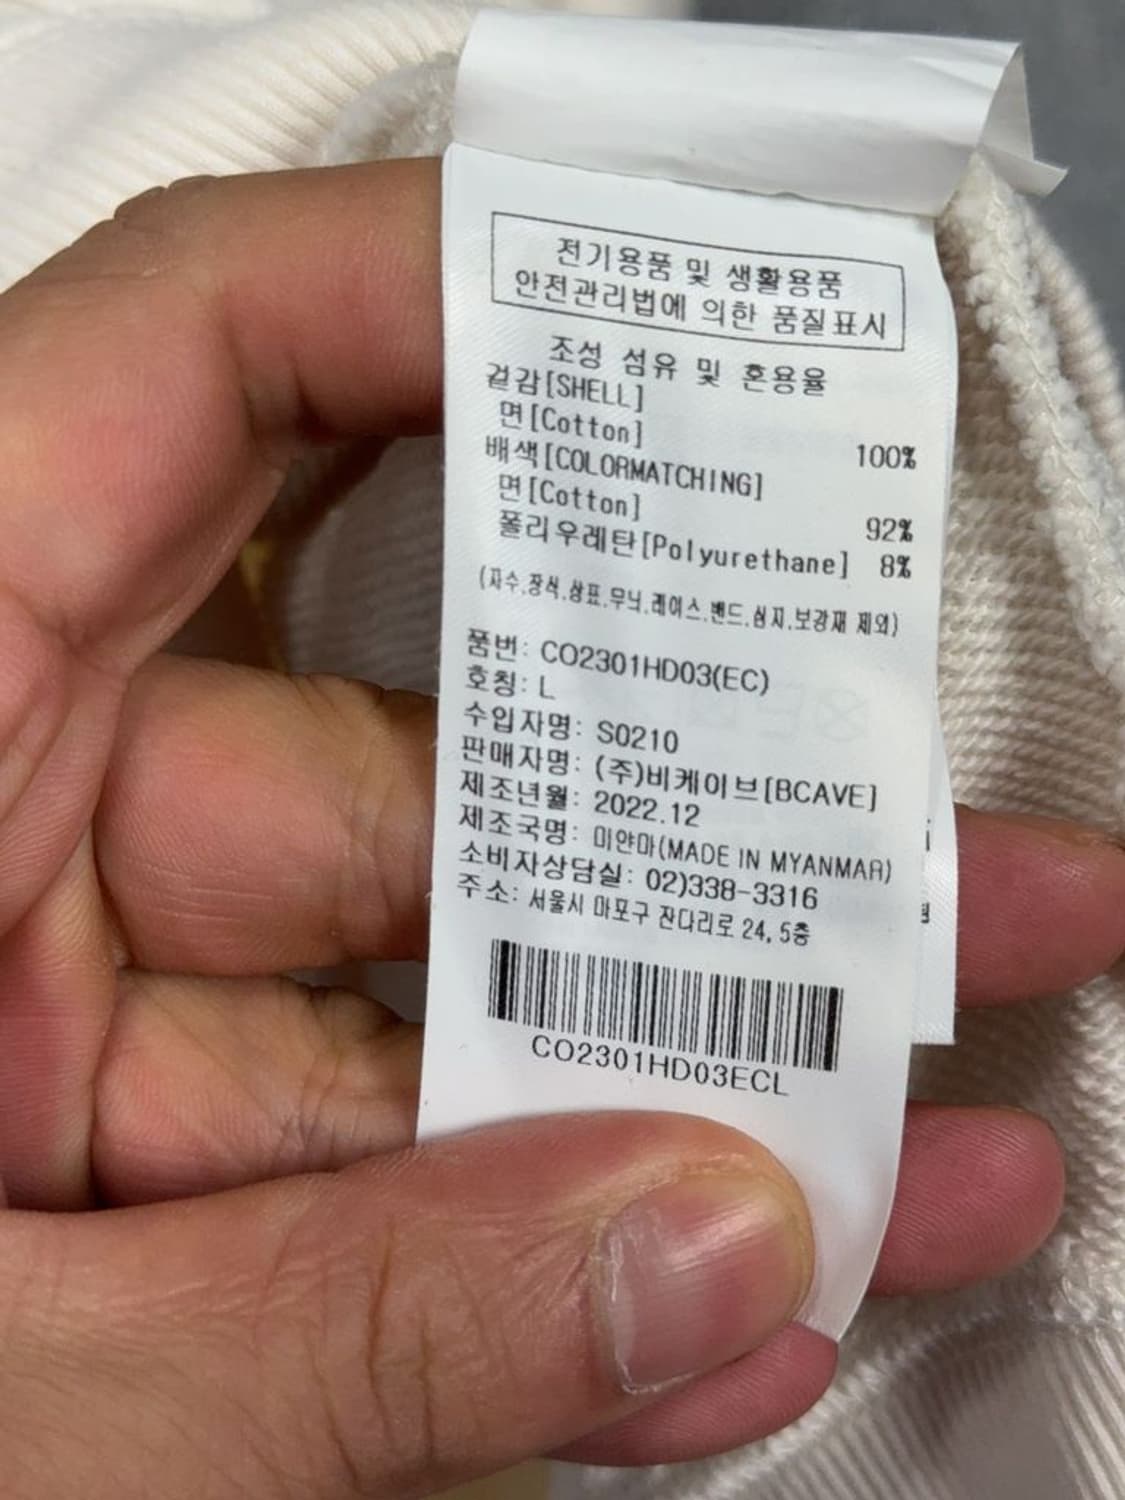 전기용품 및 생활용품
안전관리법에 의한 품질표시
조성 섬유 및 혼용율
겉감[SHELL]
면[Cotton] 100%
배색[COLORMATCHING]
면[Cotton] 92%
폴리우레탄[Polyurethane] 8%
(자수.장식.상표.무늬.레이스.밴드.심지.보강재 제외)
품번: CO2301HD03(EC)
호칭: L
수입자명: S0210
판매자명: (주)비케이브[BCAVE]
제조년월: 2022.12
제조국명: 미얀마(MADE IN MYANMAR)
소비자상담실: 02)338-3316
주소: 서울시 마포구 잔다리로 24, 5층
CO2301HD03ECL